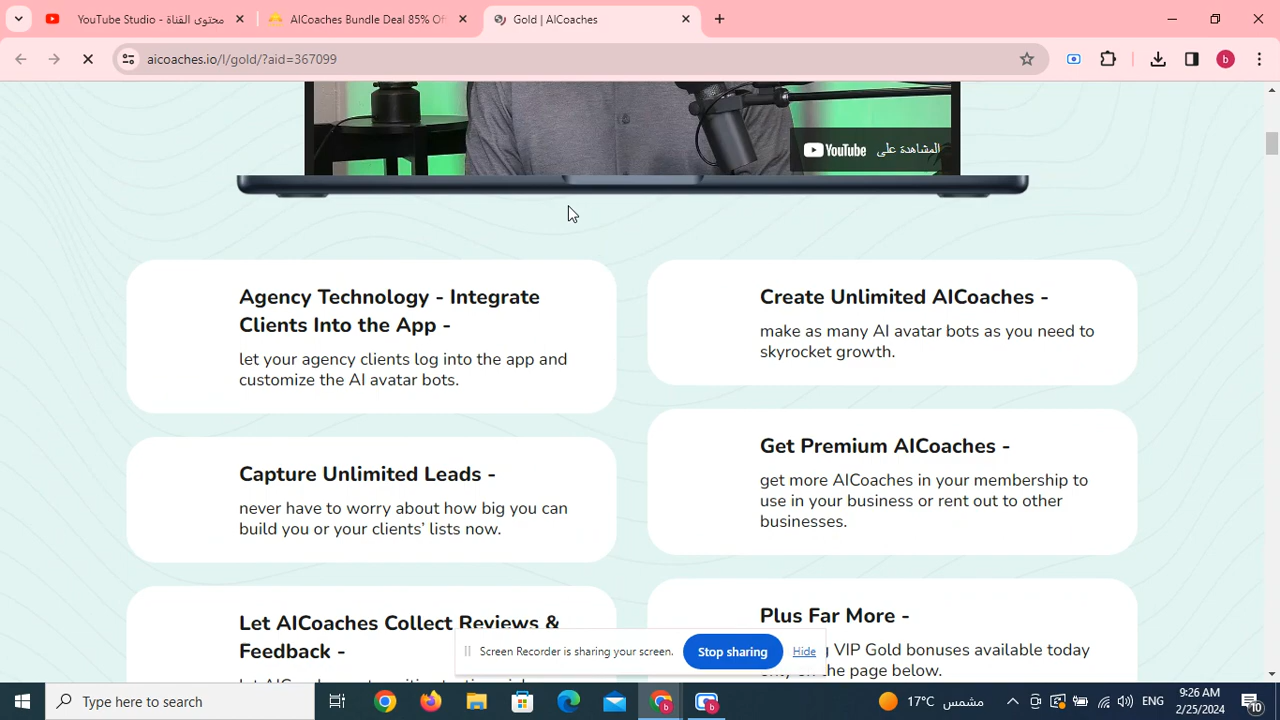 YouTube Studio - محتوى القناة
AICoaches Bundle Deal 85% Of
Gold | AICoaches
aicoaches.io/l/gold/?aid=367099
b
المشاهدة على YouTube
Agency Technology - Integrate
Clients Into the App -
let your agency clients log into the app and
customize the AI avatar bots.
Create Unlimited AICoaches -
make as many AI avatar bots as you need to
skyrocket growth.
Capture Unlimited Leads -
never have to worry about how big you can
build you or your clients’ lists now.
Get Premium AICoaches -
get more AICoaches in your membership to
use in your business or rent out to other
businesses.
Let AICoaches Collect Reviews &
Feedback -
Plus Far More -
VIP Gold bonuses available today
the page below.
Screen Recorder is sharing your screen.
Stop sharing
Hide
Type here to search
b
b
17°C مشمس
ENG
9:26 AM
2/25/2024
10